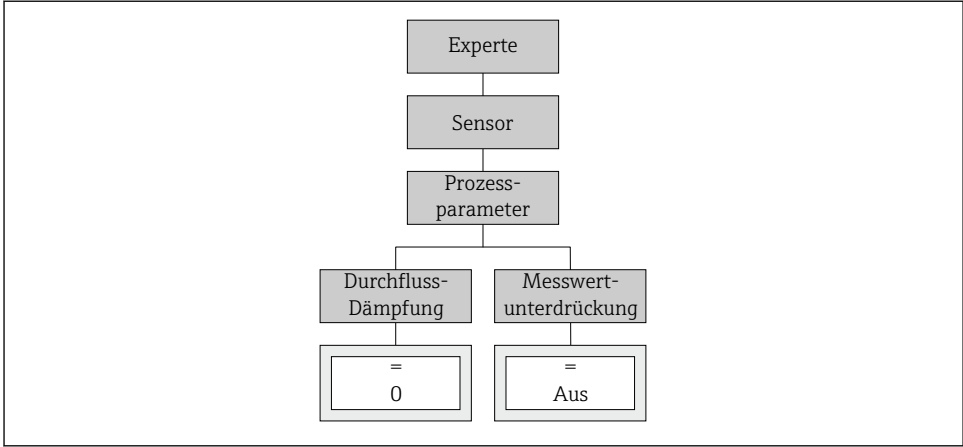 Experte
Sensor
Prozess-
parameter
Durchfluss-
Dämpfung
Messwert-
unterdrückung
=
0
=
Aus